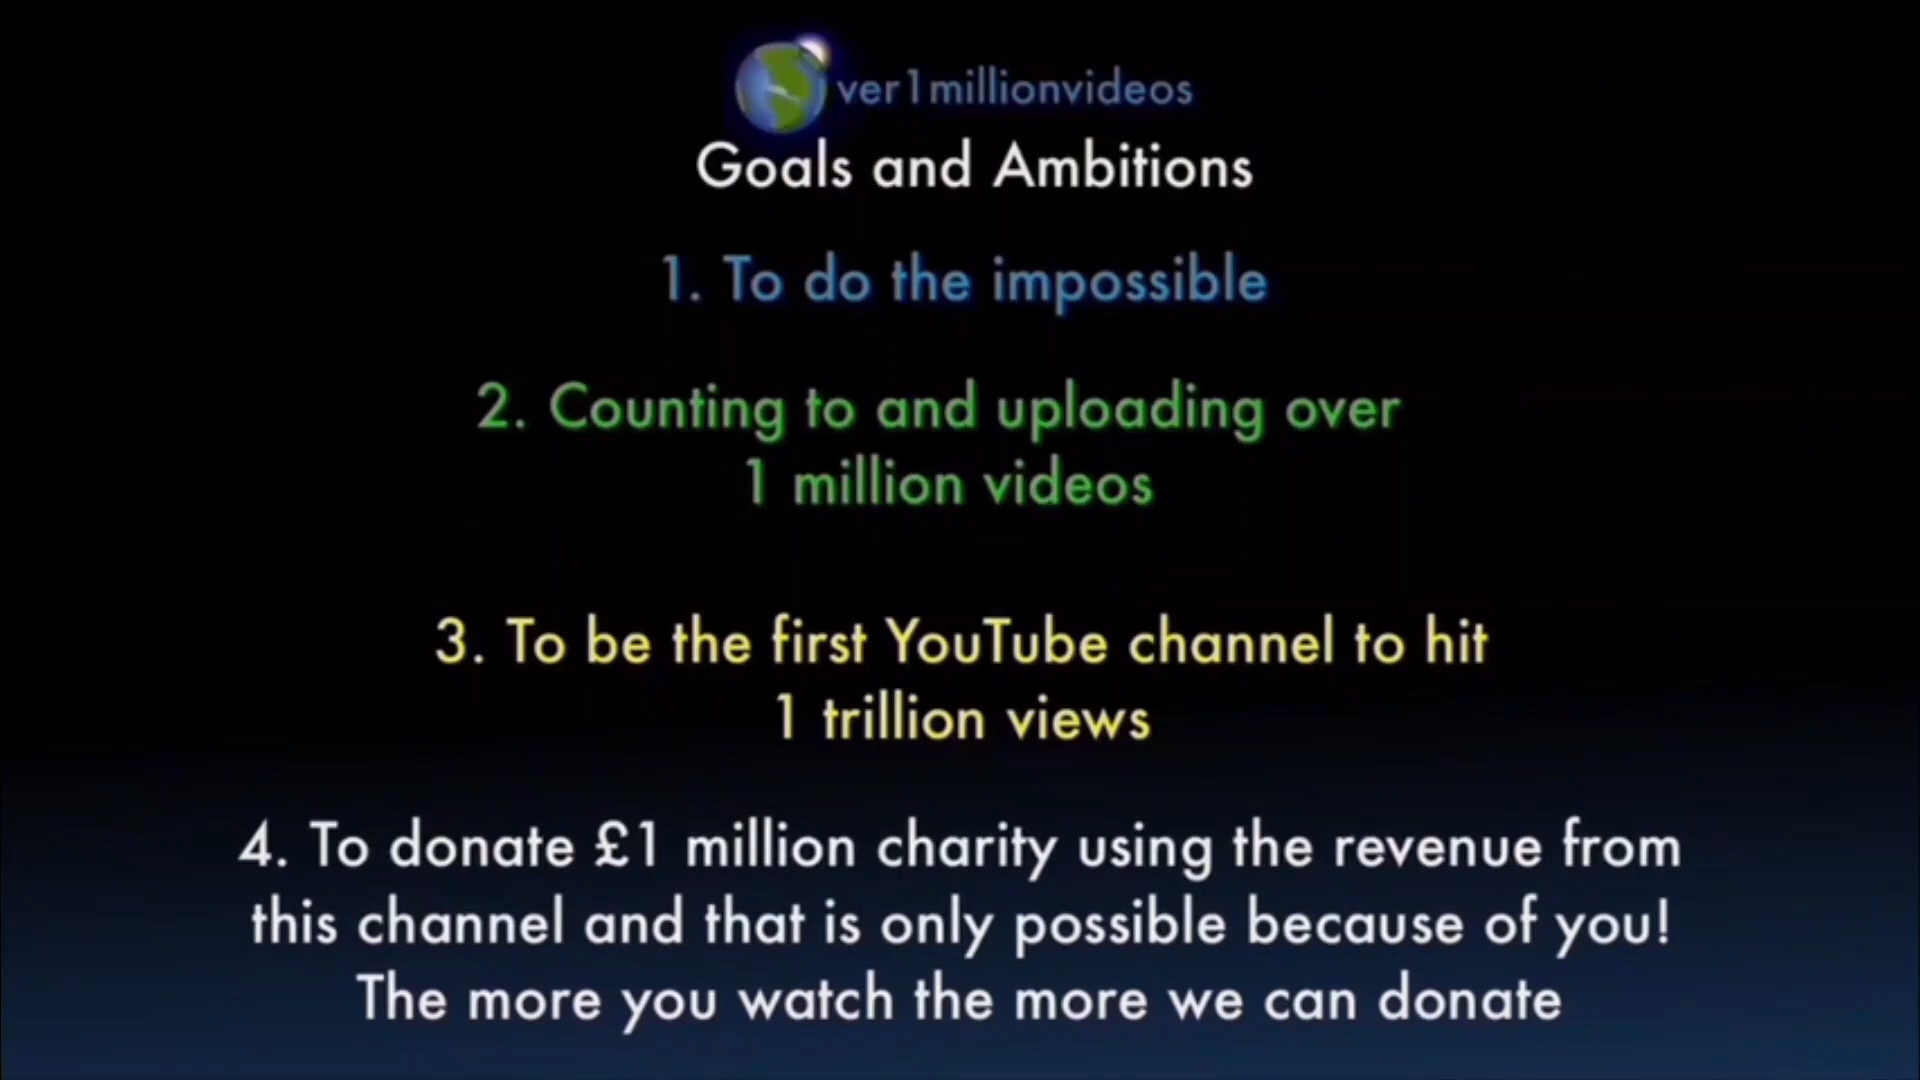 ver1millionvideos
Goals and Ambitions
1. To do the impossible
2. Counting to and uploading over
1 million videos
3. To be the first YouTube channel to hit
1 trillion views
4. To donate £1 million charity using the revenue from
this channel and that is only possible because of you!
The more you watch the more we can donate